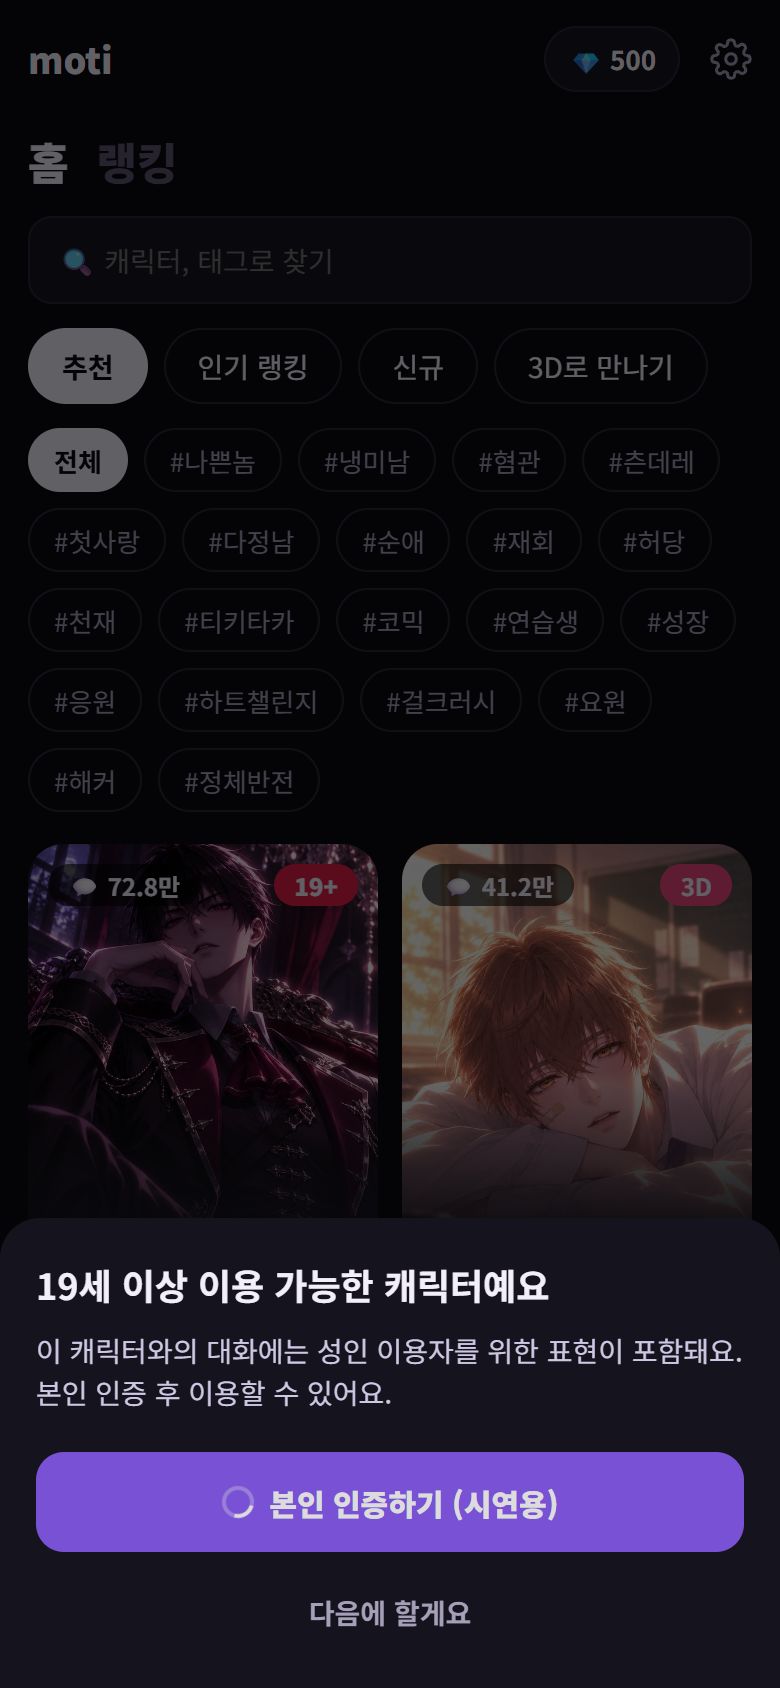 moti
500
홈 랭킹
캐릭터, 태그로 찾기
추천 인기 랭킹 신규 3D로 만나기
전체 #나쁜놈 #냉미남 #혐관 #츤데레
#첫사랑 #다정남 #순애 #재회 #허당
#천재 #티키타카 #코믹 #연습생 #성장
#응원 #하트챌린지 #걸크러시 #요원
#해커 #정체반전
72.8만 19+ 41.2만 3D
19세 이상 이용 가능한 캐릭터예요
이 캐릭터와의 대화에는 성인 이용자를 위한 표현이 포함돼요.
본인 인증 후 이용할 수 있어요.
본인 인증하기 (시연용)
다음에 할게요